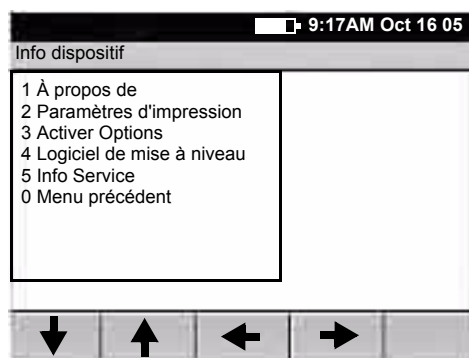 9:17AM Oct 16 05
Info dispositif
1 À propos de
2 Paramètres d'impression
3 Activer Options
4 Logiciel de mise à niveau
5 Info Service
0 Menu précédent